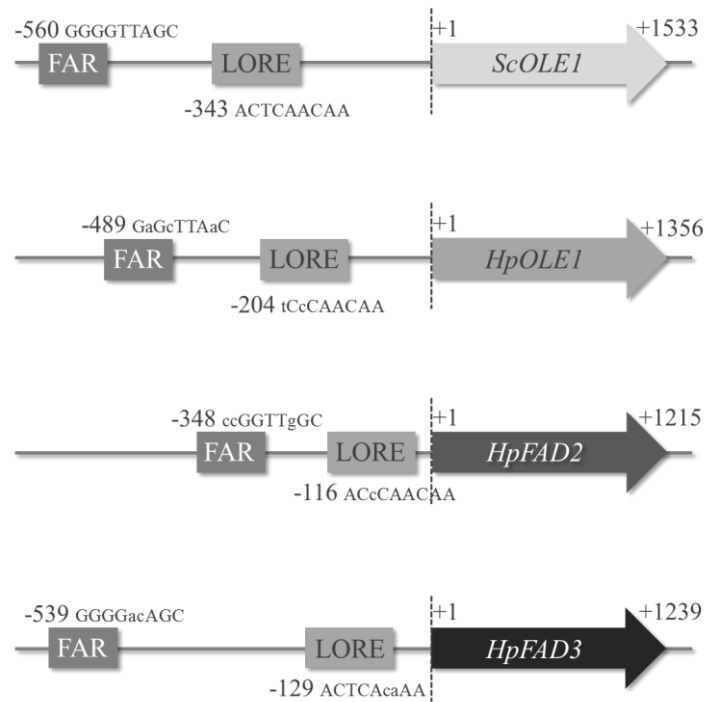 -560 GGGGTTAGC
+1
+1533
FAR
LORE
ScOLE1
-343 ACTCAACAA
-489 GaGcTTAaC
+1
+1356
FAR
LORE
HpOLE1
-204 tCcCAACAA
-348 ccGGTTgGC
+1
+1215
FAR
LORE
HpFAD2
-116 ACcCAACAA
-539 GGGGacAGC
+1
+1239
FAR
LORE
HpFAD3
-129 ACTCAcaAA